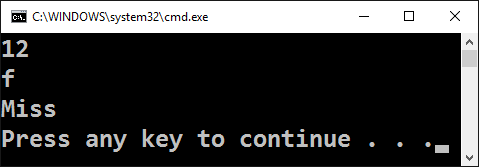 C:\WINDOWS\system32\cmd.exe
12
f
Miss
Press any key to continue . . .